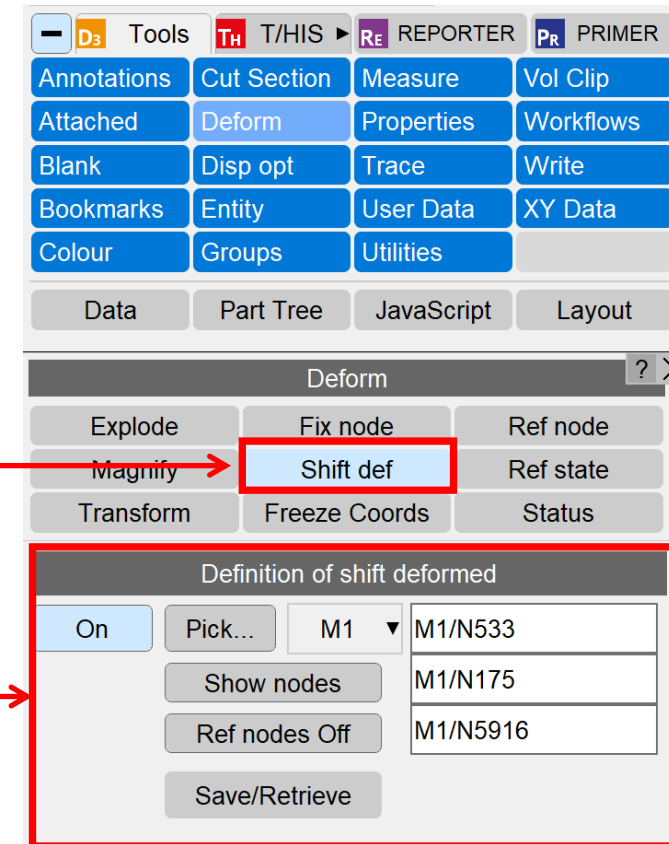 D3 Tools TH T/HIS ► RE REPORTER PR PRIMER
Annotations Cut Section Measure Vol Clip
Attached Deform Properties Workflows
Blank Disp opt Trace Write
Bookmarks Entity User Data XY Data
Colour Groups Utilities
Data Part Tree JavaScript Layout
Deform ?
Explode Fix node Ref node
Magnify Shift def Ref state
Transform Freeze Coords Status
Definition of shift deformed
On Pick... M1 ▼ M1/N533
Show nodes M1/N175
Ref nodes Off M1/N5916
Save/Retrieve